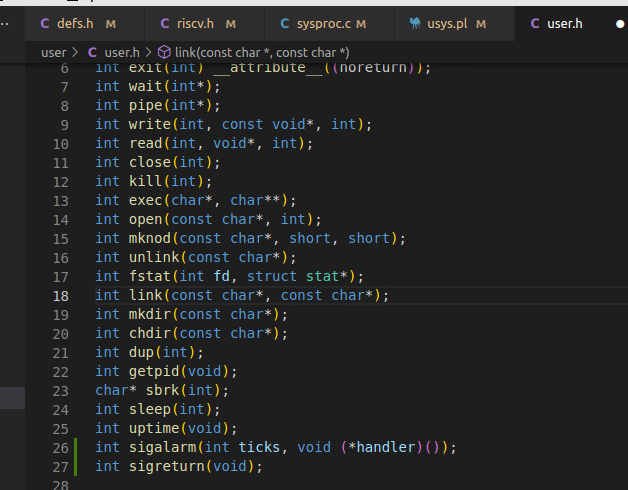 defs.h M riscv.h M sysproc.c M usys.pl M user.h
user > user.h > link(const char *, const char *)
6 int exit(int) __attribute__((noreturn));
7 int wait(int*);
8 int pipe(int*);
9 int write(int, const void*, int);
10 int read(int, void*, int);
11 int close(int);
12 int kill(int);
13 int exec(char*, char**);
14 int open(const char*, int);
15 int mknod(const char*, short, short);
16 int unlink(const char*);
17 int fstat(int fd, struct stat*);
18 int link(const char*, const char*);
19 int mkdir(const char*);
20 int chdir(const char*);
21 int dup(int);
22 int getpid(void);
23 char* sbrk(int);
24 int sleep(int);
25 int uptime(void);
26 int sigalarm(int ticks, void (*handler)());
27 int sigreturn(void);
28